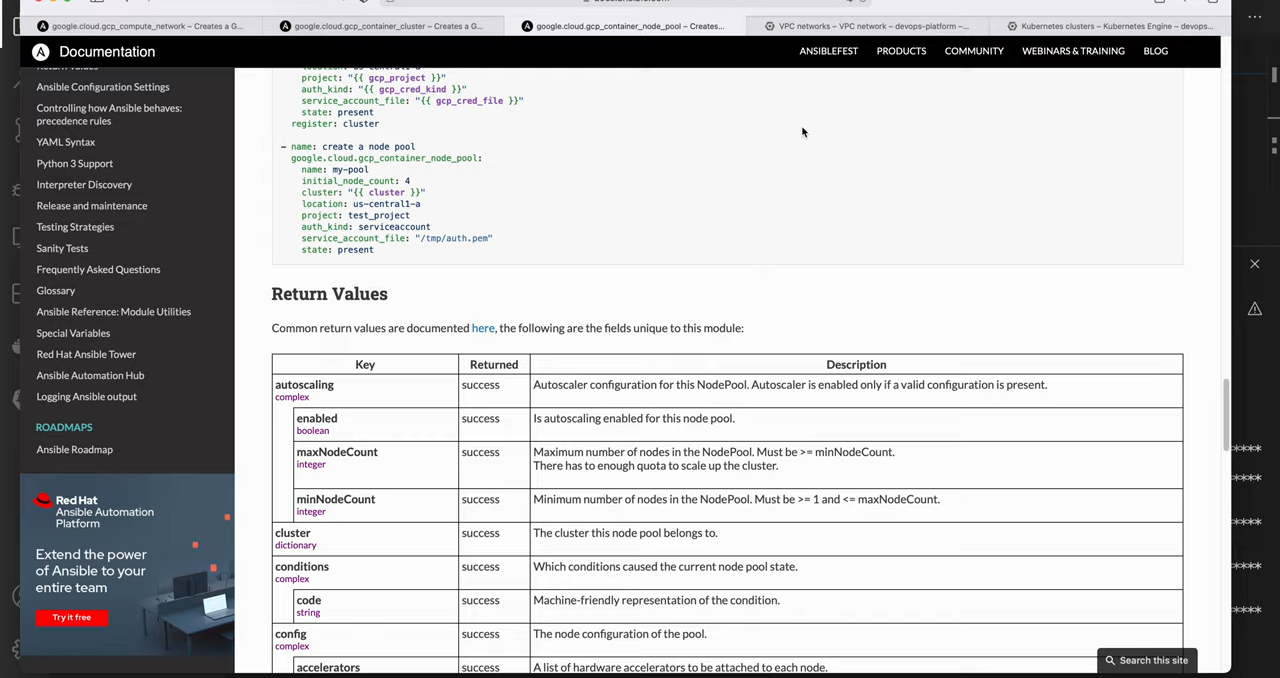 google.cloud.gcp_compute_network – Creates a G...
google.cloud.gcp_container_cluster – Creates a G...
google.cloud.gcp_container_node_pool – Creates...
VPC networks – VPC network – devops-platform –...
Kubernetes clusters – Kubernetes Engine – devops...
Documentation
ANSIBLEFEST
PRODUCTS
COMMUNITY
WEBINARS & TRAINING
BLOG
Ansible Configuration Settings
Controlling how Ansible behaves:
precedence rules
YAML Syntax
Python 3 Support
Interpreter Discovery
Release and maintenance
Testing Strategies
Sanity Tests
Frequently Asked Questions
Glossary
Ansible Reference: Module Utilities
Special Variables
Red Hat Ansible Tower
Ansible Automation Hub
Logging Ansible output
ROADMAPS
Ansible Roadmap
Red Hat
Ansible Automation
Platform
Extend the power
of Ansible to your
entire team
Try it free
project: "{{ gcp_project }}"
auth_kind: "{{ gcp_cred_kind }}"
service_account_file: "{{ gcp_cred_file }}"
state: present
register: cluster
- name: create a node pool
google.cloud.gcp_container_node_pool:
name: my-pool
initial_node_count: 4
cluster: "{{ cluster }}"
location: us-central1-a
project: test_project
auth_kind: serviceaccount
service_account_file: "/tmp/auth.pem"
state: present
Return Values
Common return values are documented here, the following are the fields unique to this module:
Key
Returned
Description
autoscaling
complex
success
Autoscaler configuration for this NodePool. Autoscaler is enabled only if a valid configuration is present.
enabled
boolean
success
Is autoscaling enabled for this node pool.
maxNodeCount
integer
success
Maximum number of nodes in the NodePool. Must be >= minNodeCount.
There has to enough quota to scale up the cluster.
minNodeCount
integer
success
Minimum number of nodes in the NodePool. Must be >= 1 and <= maxNodeCount.
cluster
dictionary
success
The cluster this node pool belongs to.
conditions
complex
success
Which conditions caused the current node pool state.
code
string
success
Machine-friendly representation of the condition.
config
complex
success
The node configuration of the pool.
accelerators
success
A list of hardware accelerators to be attached to each node.
Search this site
****
****
****
****
****